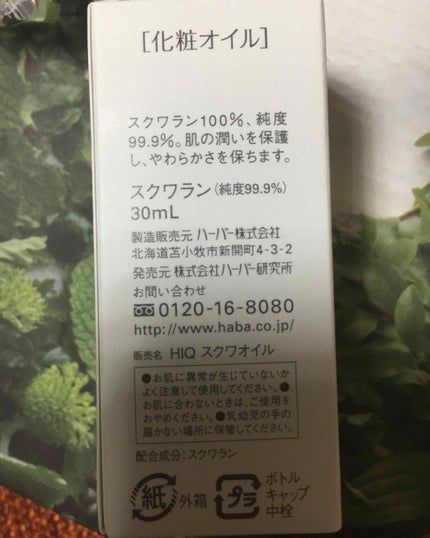 [化粧オイル]
スクワラン100%、純度
99.9%。肌の潤いを保護
し、やわらかさを保ちます。
スクワラン(純度99.9%)
30mL
製造販売元 ハーバー株式会社
北海道苫小牧市新開町4-3-2
発売元 株式会社ハーバー研究所
お問い合わせ
0120-16-8080
http://www.haba.co.jp/
販売名 HIQ スクワオイル
●お肌に異常が生じていないか
よく注意して使用してください。●
お肌に合わないときは、ご使用を
おやめください。●乳幼児の手の
届かない場所に保管してください。
配合成分:スクワラン
紙 外箱 プラ ボトル
キャップ
中栓